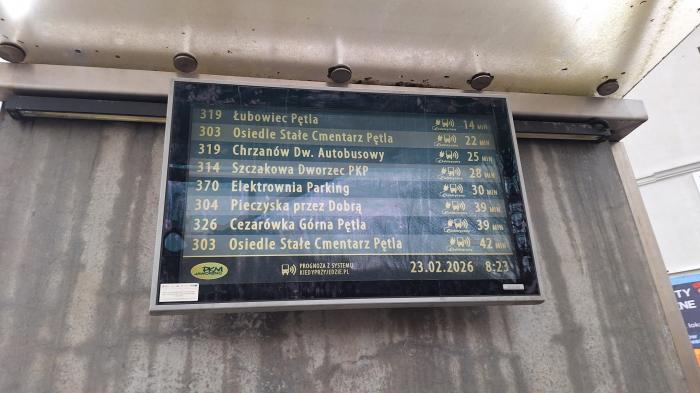 319 Łubowiec Pętla 14 MIN
303 Osiedle Stałe Cmentarz Pętla 22 MIN
319 Chrzanów Dw. Autobusowy 25 MIN
314 Szczakowa Dworzec PKP 28 MIN
370 Elektrownia Parking 30 MIN
304 Pieczyska przez Dobrą 39 MIN
326 Cezarówka Górna Pętla 39 MIN
303 Osiedle Stałe Cmentarz Pętla 42 MIN
PKM
JAWORZNO
PROGNOZA Z SYSTEMU
KIEDYPRZYJEDZIE.PL
23.02.2026 8:23